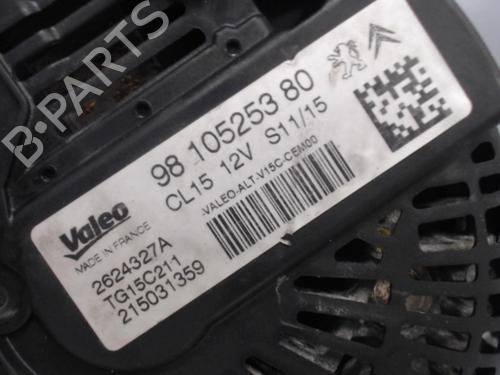 98 105253 80
CL15 12V S11/15
-VALEO-ALT-V15C-CEM00
Valeo
MADE IN FRANCE
2624327A
TG15C211
215031359
B-PARTS
B-PARTS